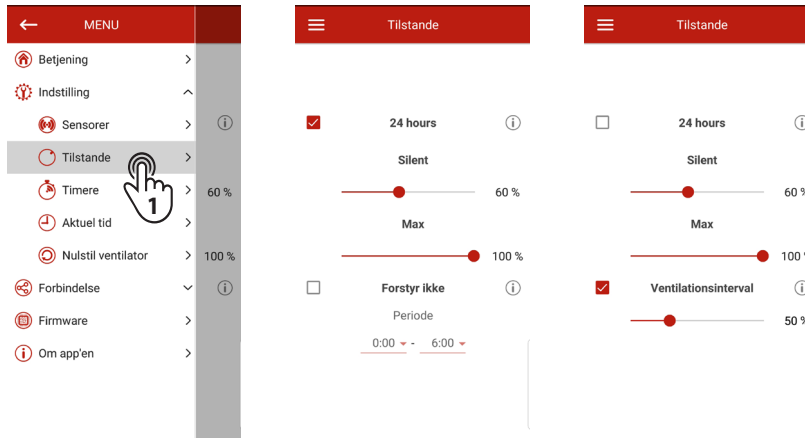 MENU
Betjening
Indstilling
Sensorer
Tilstande
Timere
Aktuel tid
Nulstil ventilator
Forbindelse
Firmware
Om app'en
1
60 %
100 %
Tilstande
24 hours
Silent
60 %
Max
100 %
Forstyr ikke
Periode
0:00 - 6:00
Tilstande
24 hours
Silent
60 %
Max
100
Ventilationsinterval
50 %